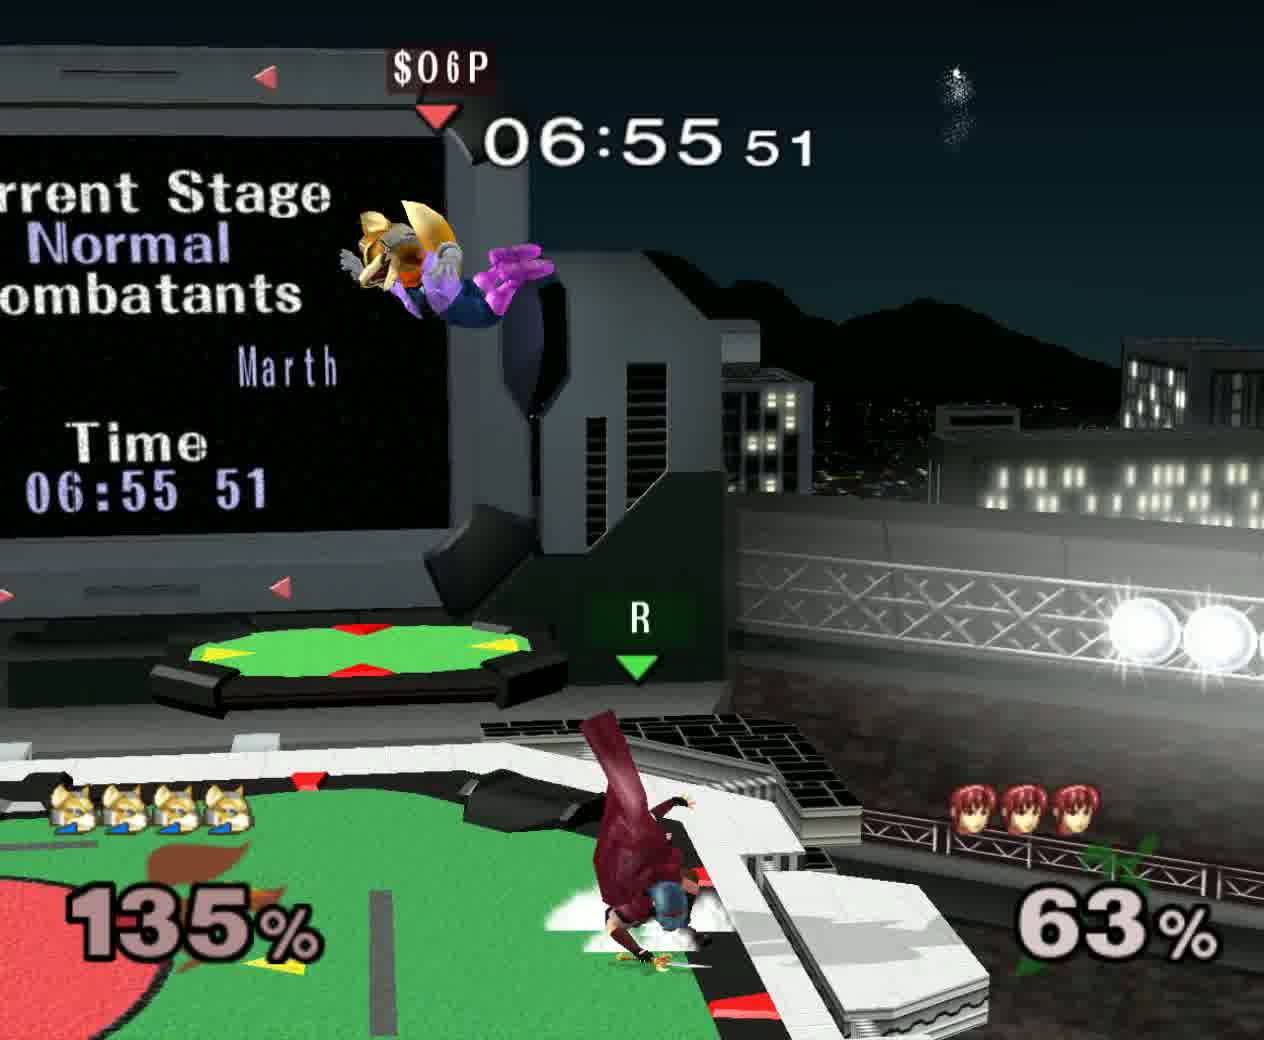 $06P
06:55 51
rrent Stage
Normal
ombatants
Marth
Time
06:55 51
R
135%
63%